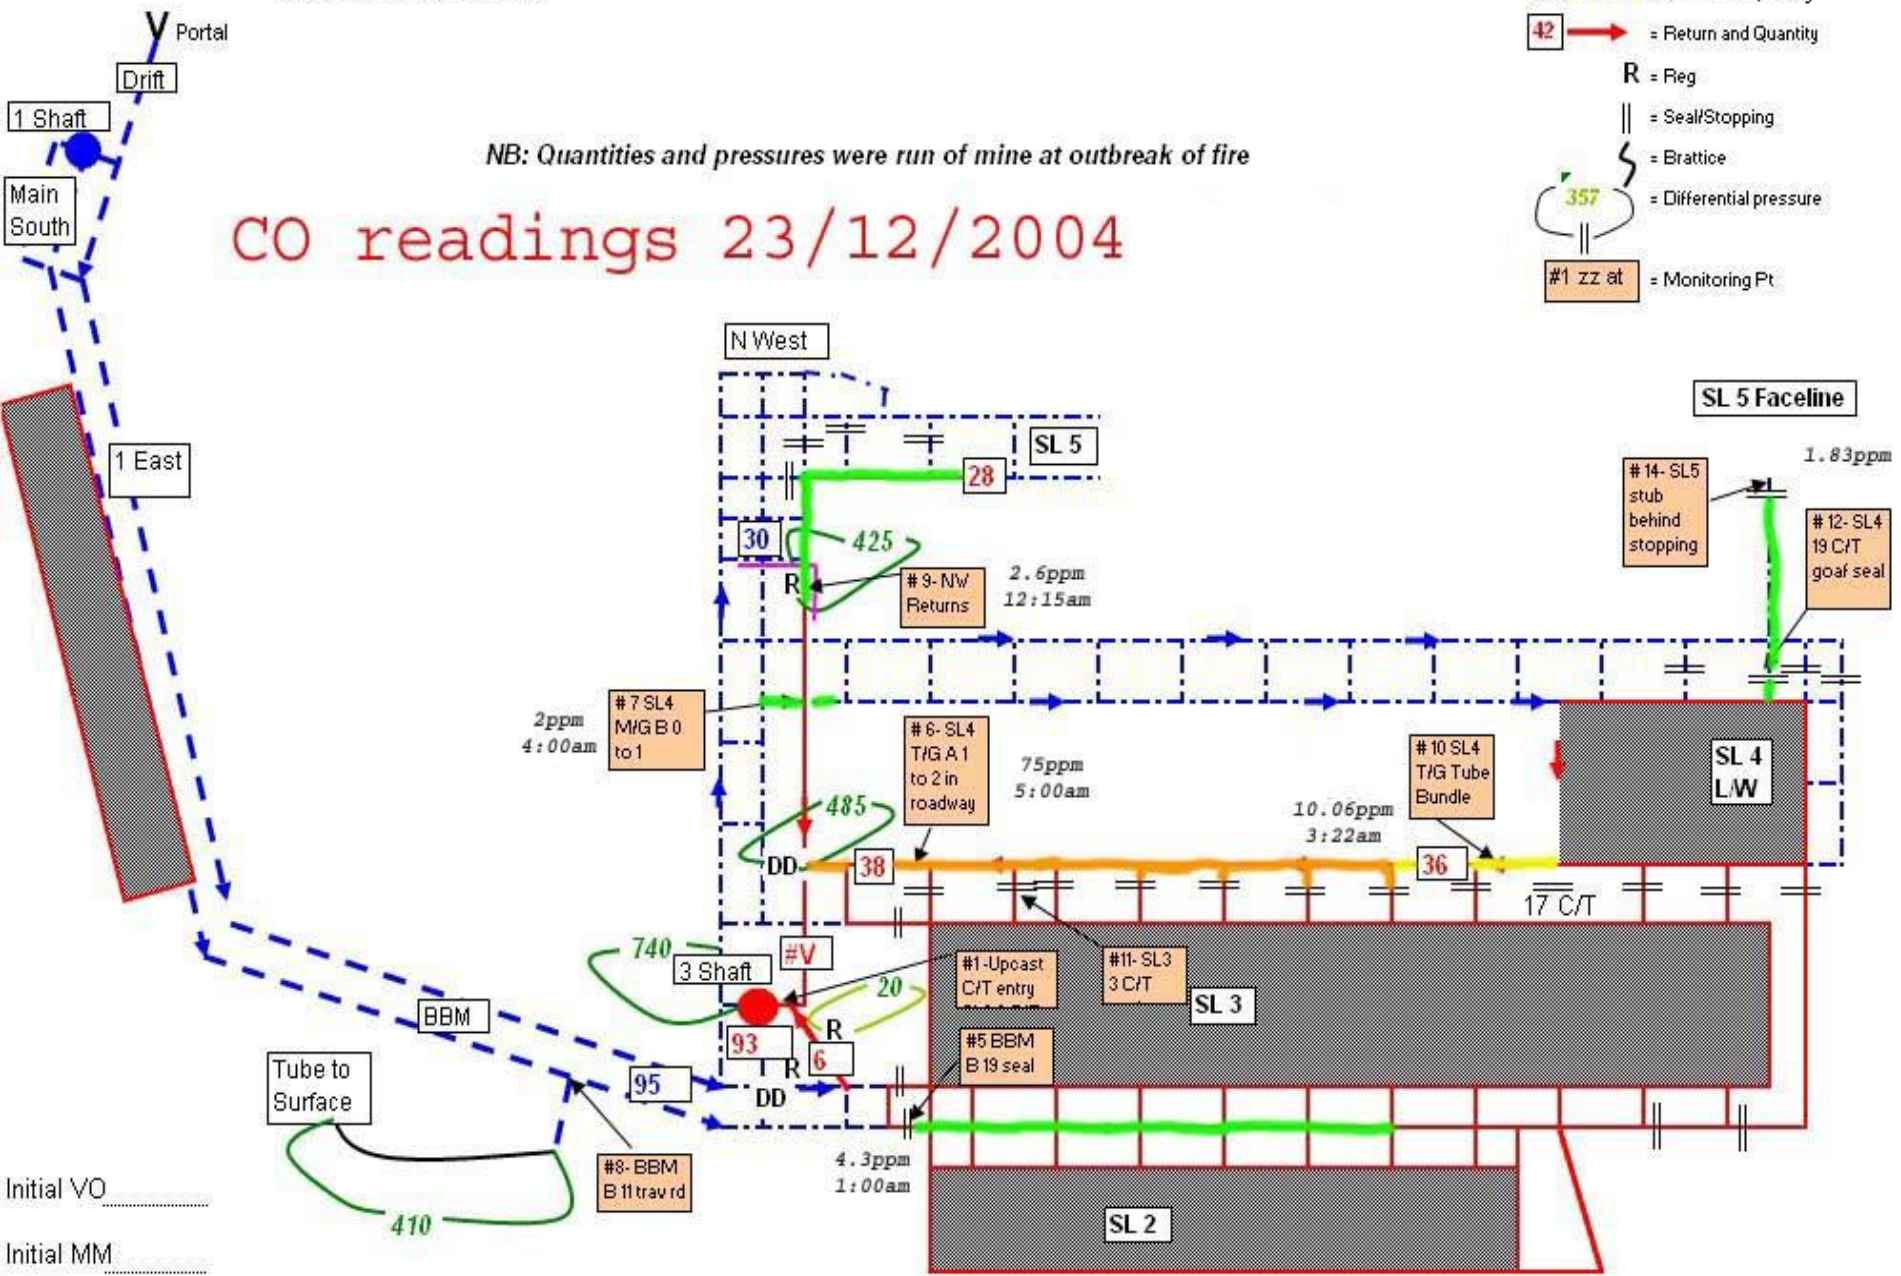 V Portal
Drift
1 Shaft
Main
South
1 East
42
= Return and Quantity
R = Reg
= Seal/Stopping
= Brattice
357
= Differential pressure
#1 zz at
= Monitoring Pt
NB: Quantities and pressures were run of mine at outbreak of fire
CO readings 23/12/2004
N West
SL 5
28
30
425
R
# 9- NW
Returns
2.6ppm
12:15am
SL 5 Faceline
1.83ppm
# 14- SL5
stub
behind
stopping
# 12- SL4
19 C/T
goaf seal
# 7 SL4
M/G B 0
to 1
2ppm
4:00am
# 6- SL4
T/G A 1
to 2 in
roadway
75ppm
5:00am
# 10 SL4
T/G Tube
Bundle
10.06ppm
3:22am
SL 4
L/W
485
DD
38
36
17 C/T
740
3 Shaft
#V
#1-Upcast
C/T entry
#11- SL3
3 C/T
SL 3
20
R
93
R
6
#5 BBM
B 19 seal
BBM
95
DD
Tube to
Surface
410
#8- BBM
B 11 trav rd
4.3ppm
1:00am
SL 2
Initial VO
Initial MM